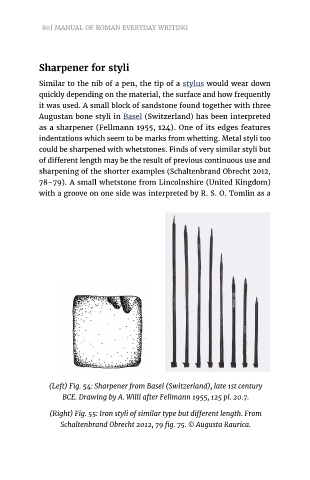 80| MANUAL OF ROMAN EVERYDAY WRITING
Sharpener for styli
Similar to the nib of a pen, the tip of a stylus would wear down
quickly depending on the material, the surface and how frequently
it was used. A small block of sandstone found together with three
Augustan bone styli in Basel (Switzerland) has been interpreted
as a sharpener (Fellmann 1955, 124). One of its edges features
indentations which seem to be marks from whetting. Metal styli too
could be sharpened with whetstones. Finds of very similar styli but
of different length may be the result of previous continuous use and
sharpening of the shorter examples (Schaltenbrand Obrecht 2012,
78–79). A small whetstone from Lincolnshire (United Kingdom)
with a groove on one side was interpreted by R. S. O. Tomlin as a
(Left) Fig. 54: Sharpener from Basel (Switzerland), late 1st century
BCE. Drawing by A. Willi after Fellmann 1955, 125 pl. 20.7.
(Right) Fig. 55: Iron styli of similar type but different length. From
Schaltenbrand Obrecht 2012, 79 fig. 75. © Augusta Raurica.